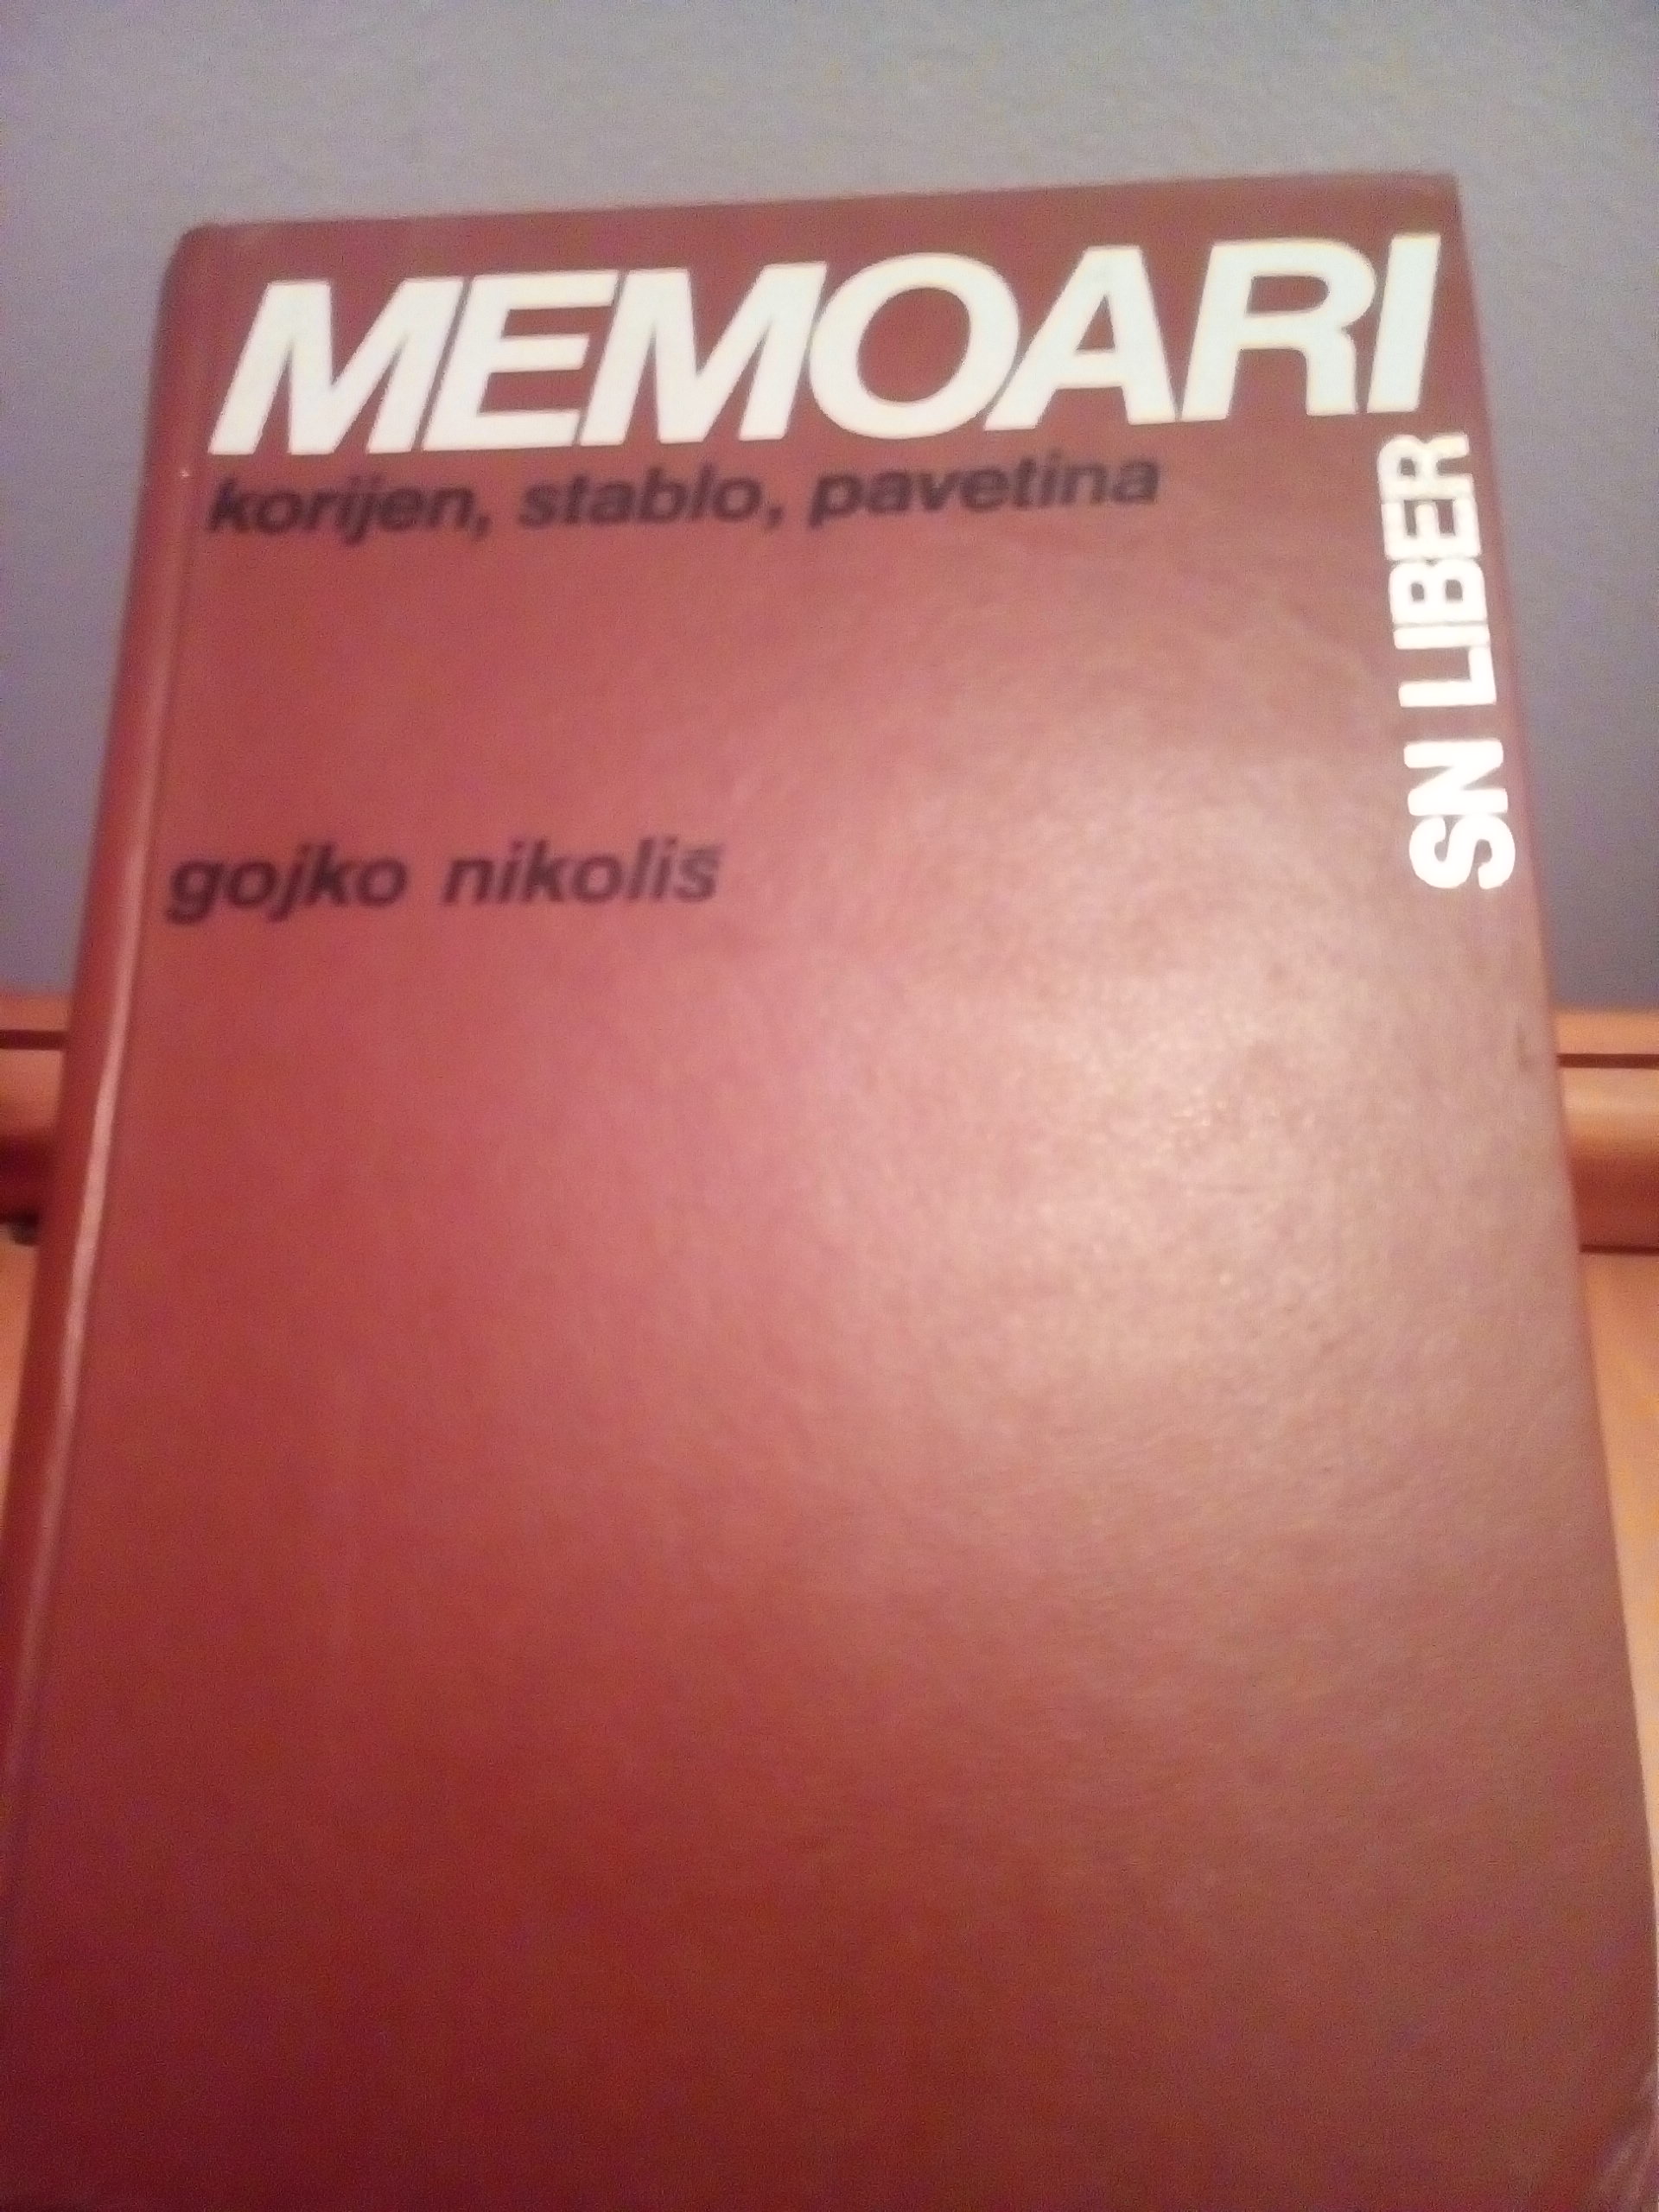 MEMOARI
korijen, stablo, pavetina
SN LIBER
gojko nikoliš